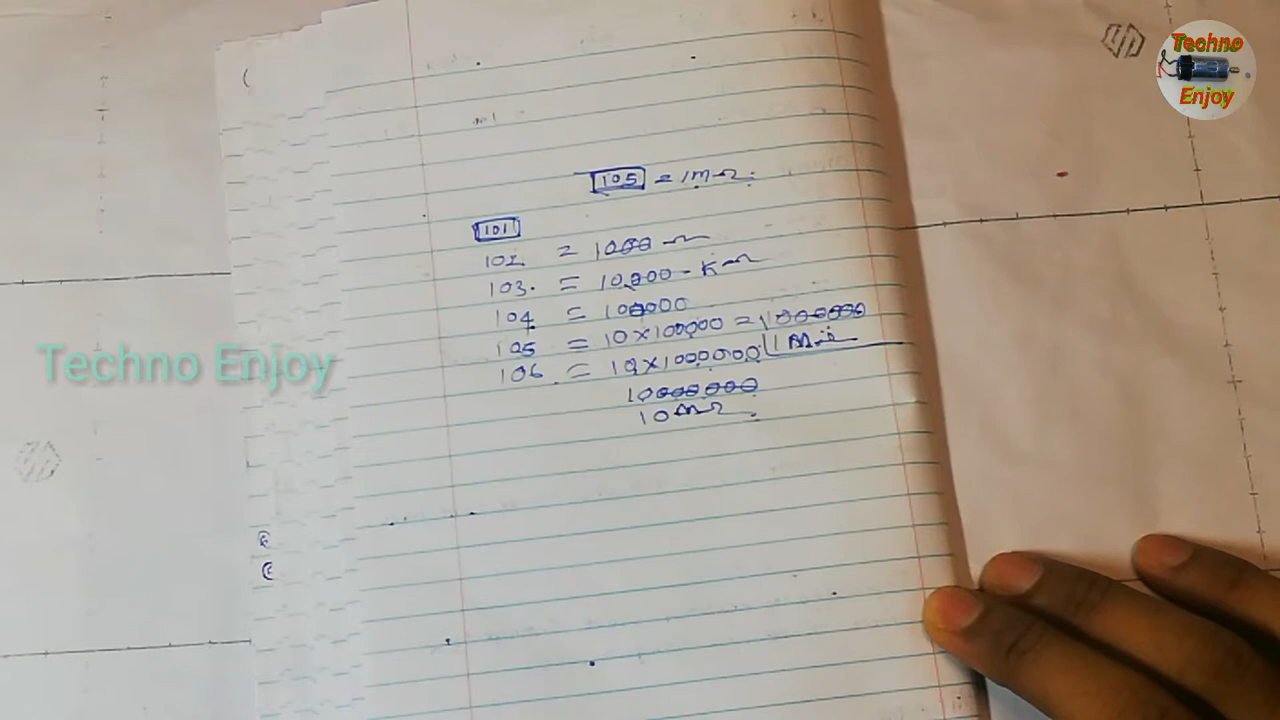 Techno
Enjoy
105 = 1MΩ.
101
102 = 1000 Ω
103. = 10,000 - KΩ
104 = 100000
105 = 10×100000 = 1000000
1MΩ
106 = 10×1000000
10000000
10MΩ.
Techno Enjoy